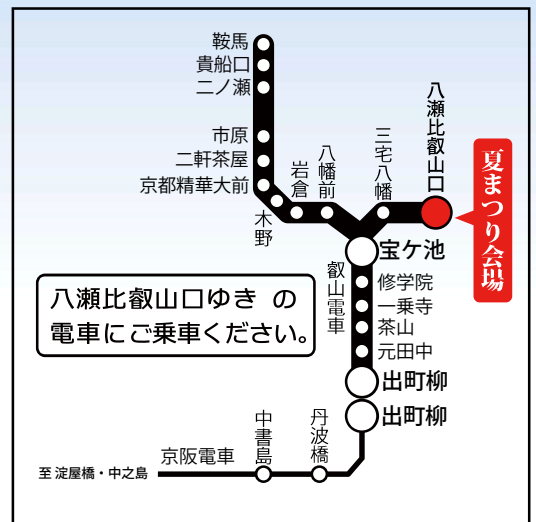 鞍馬
貴船口
二ノ瀬
市原
二軒茶屋
京都精華大前
木野
岩倉
八幡前
三宅八幡
八瀬比叡山口
夏まつり会場
宝ケ池
叡山電車
修学院
一乗寺
茶山
元田中
出町柳
出町柳
八瀬比叡山口ゆき の
電車にご乗車ください。
丹波橋
中書島
京阪電車
至 淀屋橋・中之島